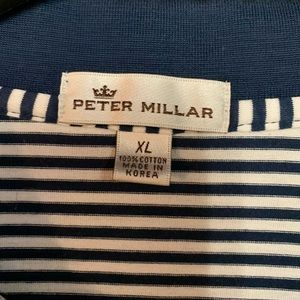 PETER MILLAR
XL
100% COTTON
MADE IN
KOREA